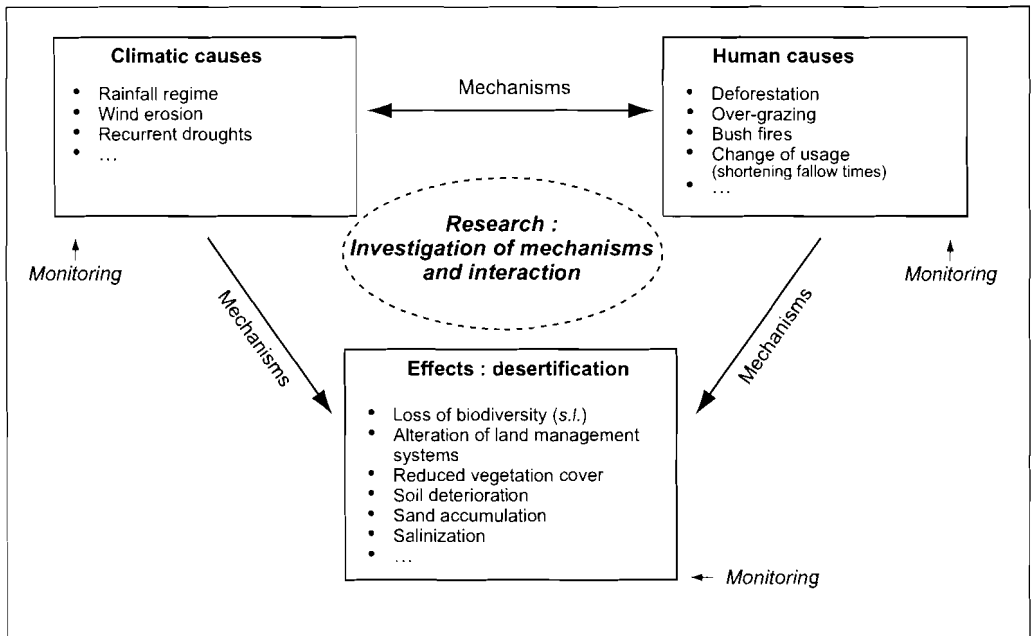 Climatic causes
• Rainfall regime
• Wind erosion
• Recurrent droughts
• ...
Mechanisms
Human causes
• Deforestation
• Over-grazing
• Bush fires
• Change of usage
(shortening fallow times)
• ...
Research :
Investigation of mechanisms
and interaction
Monitoring
Monitoring
Mechanisms
Mechanisms
Effects : desertification
• Loss of biodiversity (s.l.)
• Alteration of land management
systems
• Reduced vegetation cover
• Soil deterioration
• Sand accumulation
• Salinization
• ...
Monitoring